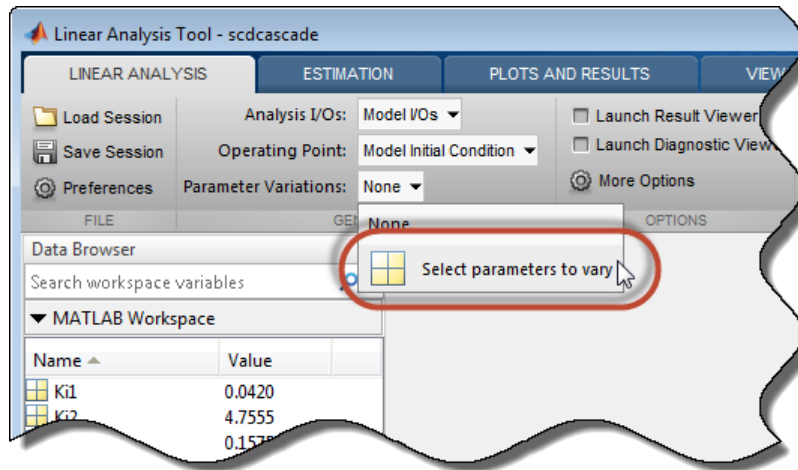 Linear Analysis Tool - scdcascade
LINEAR ANALYSIS
ESTIMATION
PLOTS AND RESULTS
VIEW
Load Session
Save Session
Preferences
FILE
Analysis I/Os: Model I/Os
Operating Point: Model Initial Condition
Parameter Variations: None
None
Select parameters to vary
Launch Result Viewer
Launch Diagnostic
More Options
OPTIONS
Data Browser
Search workspace variables
MATLAB Workspace
Name Value
Ki1 0.0420
Ki2 4.7555